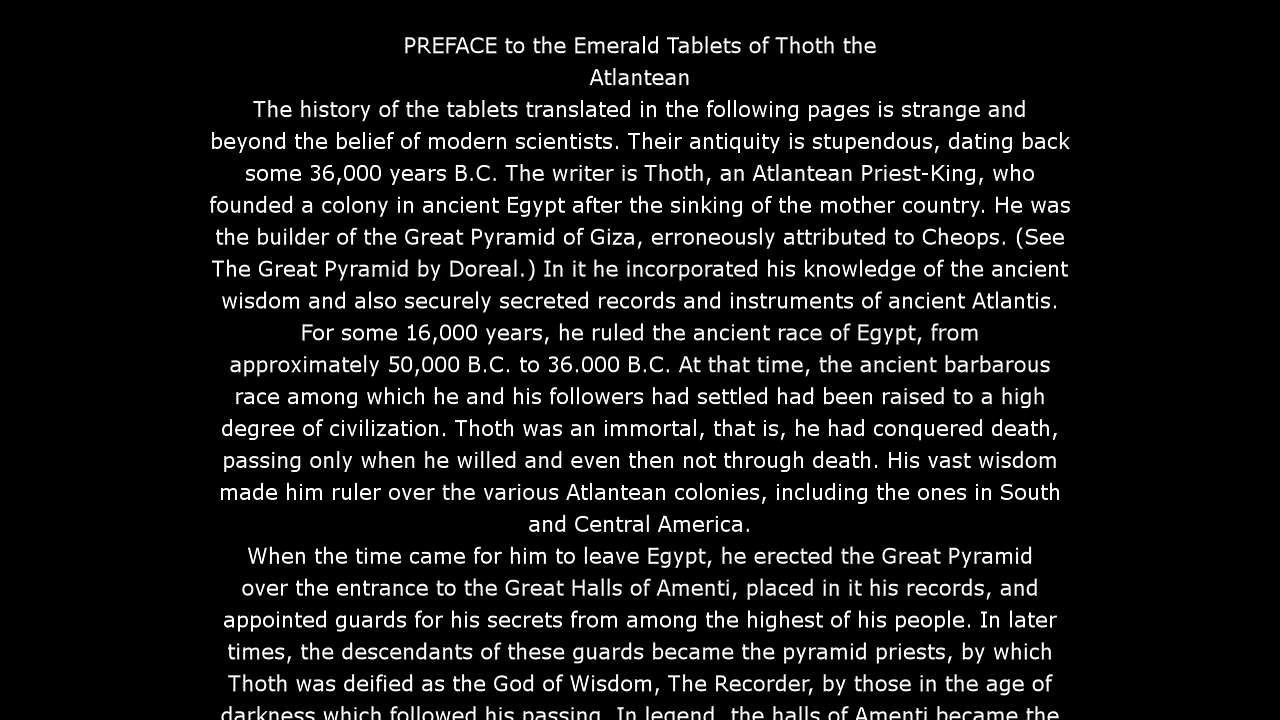 PREFACE to the Emerald Tablets of Thoth the
Atlantean
The history of the tablets translated in the following pages is strange and
beyond the belief of modern scientists. Their antiquity is stupendous, dating back
some 36,000 years B.C. The writer is Thoth, an Atlantean Priest-King, who
founded a colony in ancient Egypt after the sinking of the mother country. He was
the builder of the Great Pyramid of Giza, erroneously attributed to Cheops. (See
The Great Pyramid by Doreal.) In it he incorporated his knowledge of the ancient
wisdom and also securely secreted records and instruments of ancient Atlantis.
For some 16,000 years, he ruled the ancient race of Egypt, from
approximately 50,000 B.C. to 36.000 B.C. At that time, the ancient barbarous
race among which he and his followers had settled had been raised to a high
degree of civilization. Thoth was an immortal, that is, he had conquered death,
passing only when he willed and even then not through death. His vast wisdom
made him ruler over the various Atlantean colonies, including the ones in South
and Central America.
When the time came for him to leave Egypt, he erected the Great Pyramid
over the entrance to the Great Halls of Amenti, placed in it his records, and
appointed guards for his secrets from among the highest of his people. In later
times, the descendants of these guards became the pyramid priests, by which
Thoth was deified as the God of Wisdom, The Recorder, by those in the age of
darkness which followed his passing. In legend, the halls of Amenti became the